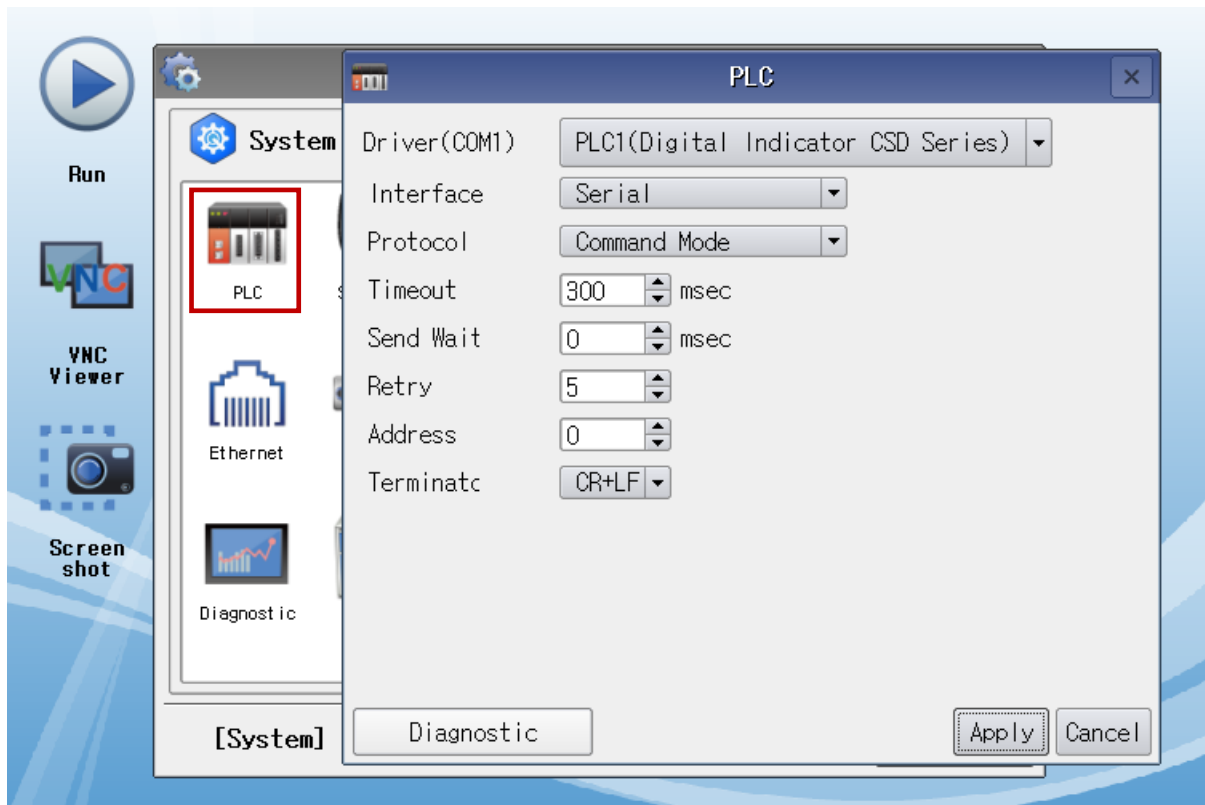 Run
VNC
VNC
Viewer
Screen
shot
System
PLC
S
Ethernet
Diagnostic
[System]
PLC
Driver(COM1) PLC1(Digital Indicator CSD Series)
Interface Serial
Protocol Command Mode
Timeout 300 msec
Send Wait 0 msec
Retry 5
Address 0
Terminatc CR+LF
Diagnostic Apply Cancel